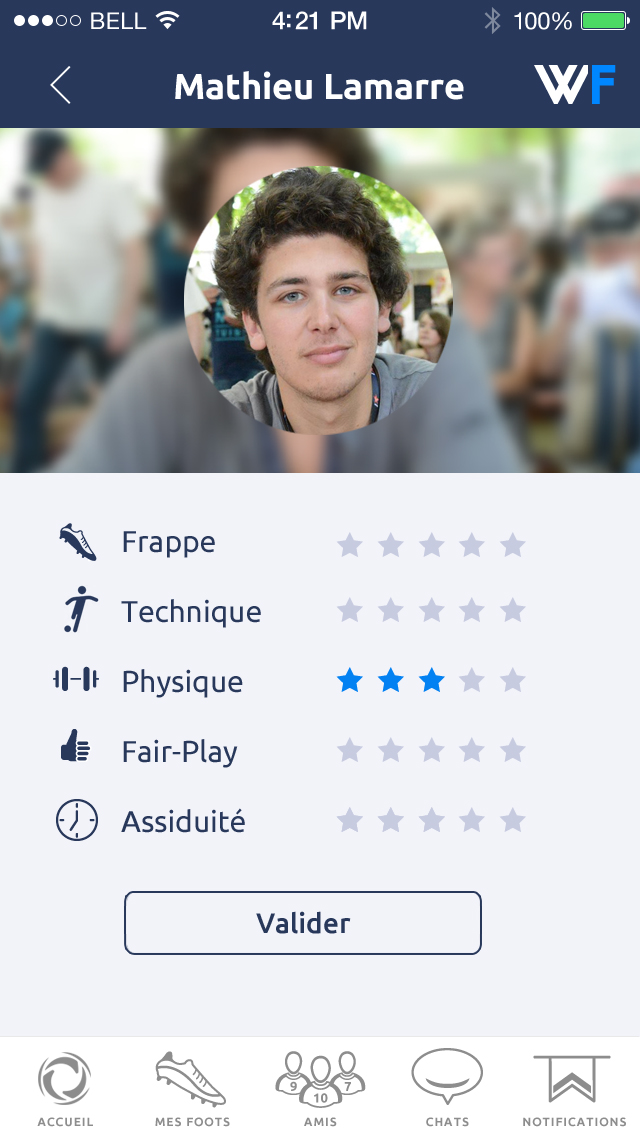 BELL 4:21 PM 100%
Mathieu Lamarre WF
Frappe
Technique
Physique
Fair-Play
Assiduité
Valider
9 10 7
ACCUEIL MES FOOTS AMIS CHATS NOTIFICATIONS